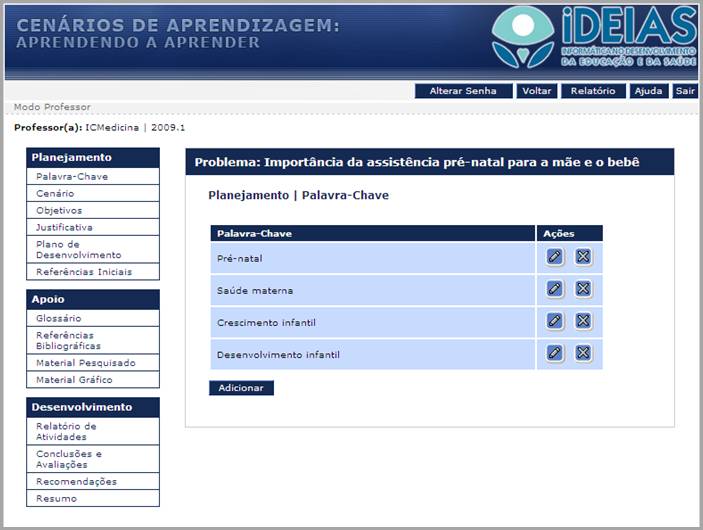 CENÁRIOS DE APRENDIZAGEM:
APRENDENDO A APRENDER
iDEIAS
INFORMÁTICA NO DESENVOLVIMENTO
DA EDUCAÇÃO E DA SAÚDE
Alterar Senha Voltar Relatório Ajuda Sair
Modo Professor
Professor(a): ICMedicina | 2009.1
Planejamento
Palavra-Chave
Cenário
Objetivos
Justificativa
Plano de
Desenvolvimento
Referências Iniciais
Apoio
Glossário
Referências
Bibliográficas
Material Pesquisado
Material Gráfico
Desenvolvimento
Relatório de
Atividades
Conclusões e
Avaliações
Recomendações
Resumo
Problema: Importância da assistência pré-natal para a mãe e o bebê
Planejamento | Palavra-Chave
Palavra-Chave Ações
Pré-natal
Saúde materna
Crescimento infantil
Desenvolvimento infantil
Adicionar